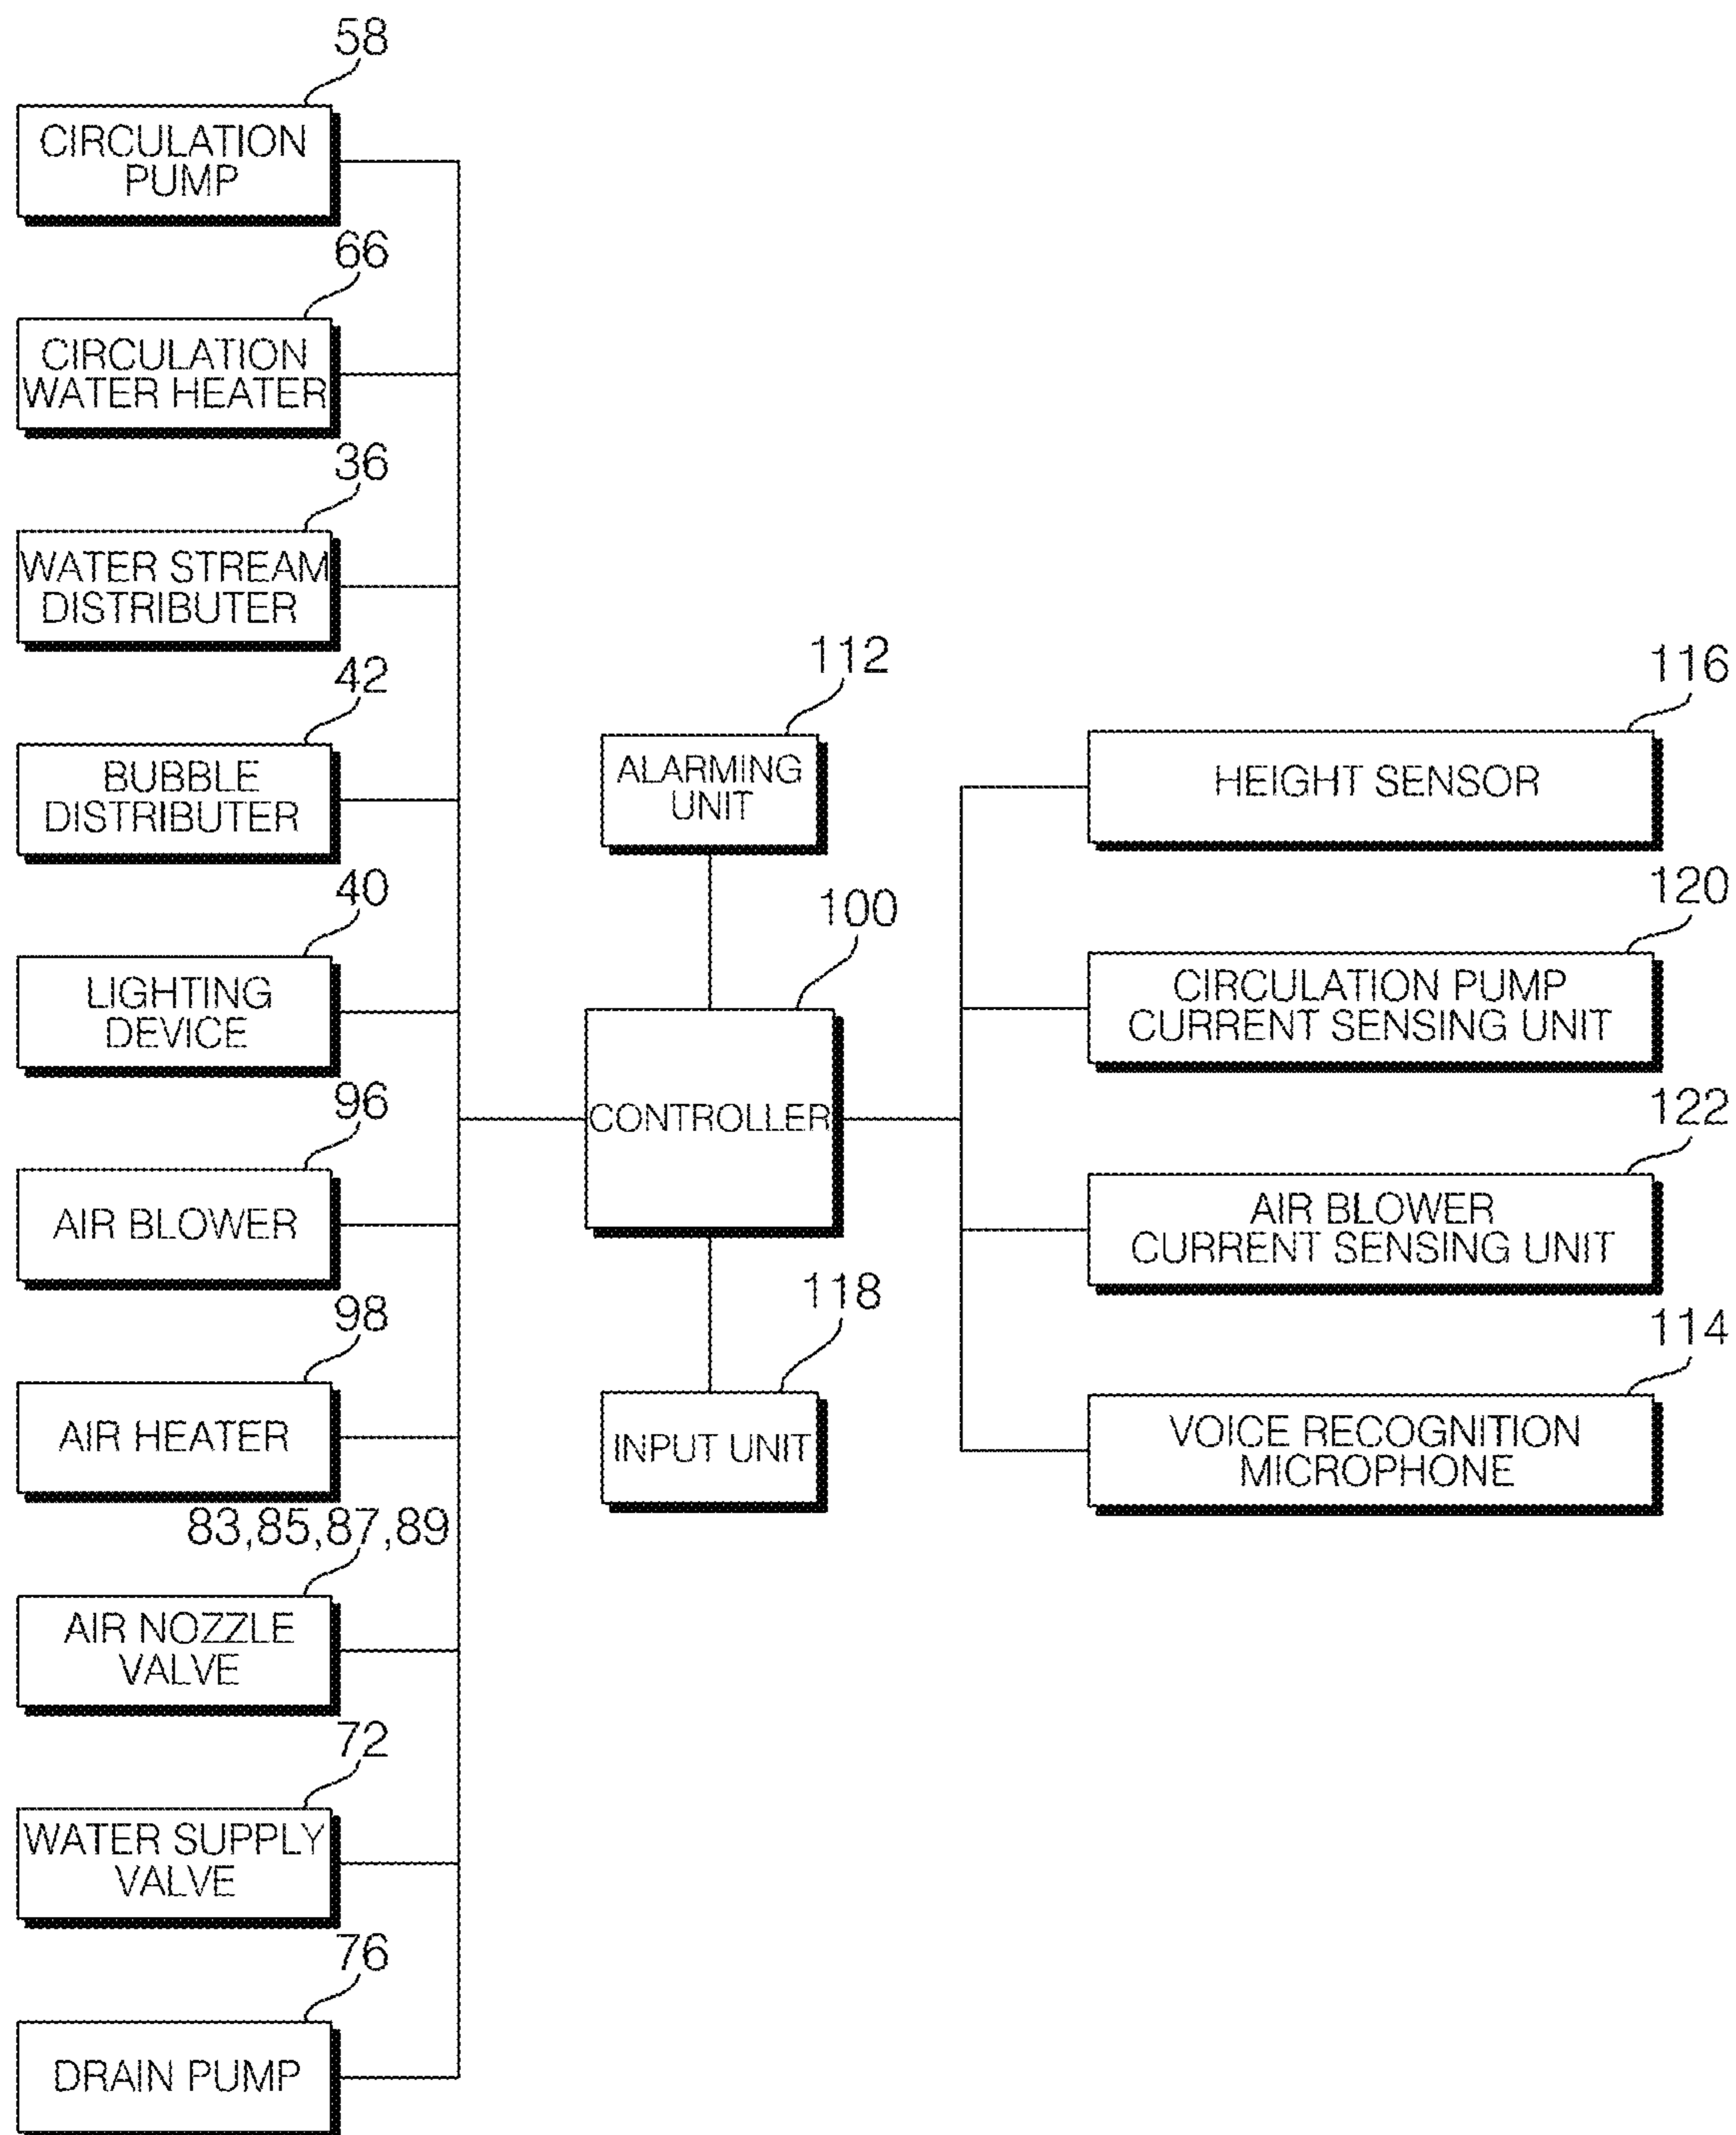 58
CIRCULATION
PUMP
66
CIRCULATION
WATER HEATER
36
WATER STREAM
DISTRIBUTER
42
BUBBLE
DISTRIBUTER
40
LIGHTING
DEVICE
96
AIR BLOWER
98
AIR HEATER
83,85,87,89
AIR NOZZLE
VALVE
72
WATER SUPPLY
VALVE
76
DRAIN PUMP
112
ALARMING
UNIT
100
CONTROLLER
118
INPUT UNIT
116
HEIGHT SENSOR
120
CIRCULATION PUMP
CURRENT SENSING UNIT
122
AIR BLOWER
CURRENT SENSING UNIT
114
VOICE RECOGNITION
MICROPHONE